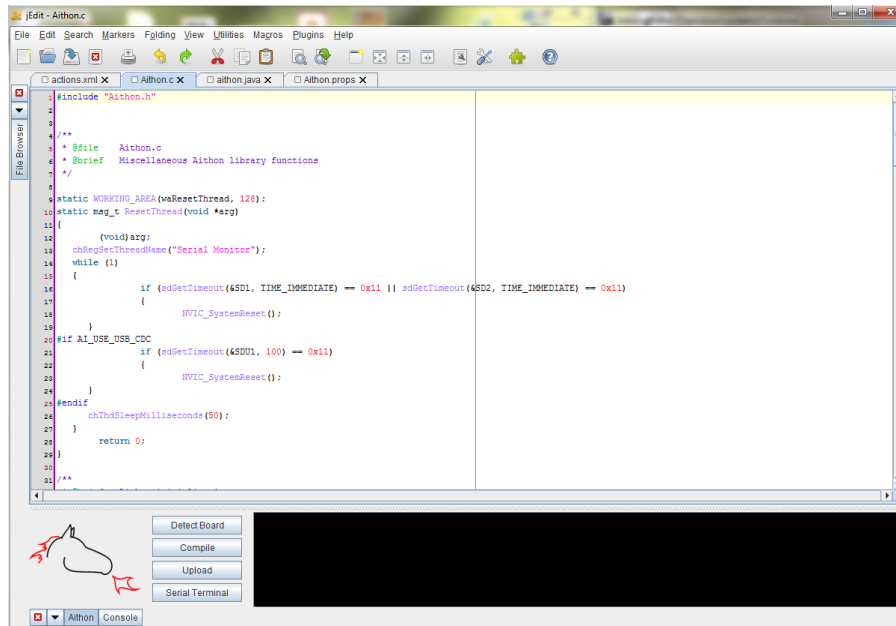 jEdit - Aithon.c
File Edit Search Markers Folding View Utilities Macros Plugins Help
actions.xml Aithon.c aithon.java Aithon.props
File Browser
1 #include "Aithon.h"
2
3
4 /**
5 * @file Aithon.c
6 * @brief Miscellaneous Aithon library functions
7 */
8
9 static WORKING_AREA(waResetThread, 128);
10 static msg_t ResetThread(void *arg)
11 {
12 (void)arg;
13 chRegSetThreadName("Serial Monitor");
14 while (1)
15 {
16 if (sdGetTimeout(&SD1, TIME_IMMEDIATE) == 0x11 || sdGetTimeout(&SD2, TIME_IMMEDIATE) == 0x11)
17 {
18 NVIC_SystemReset();
19 }
20 #if AI_USE_USB_CDC
21 if (sdGetTimeout(&SDU1, 100) == 0x11)
22 {
23 NVIC_SystemReset();
24 }
25 #endif
26 chThdSleepMilliseconds(50);
27 }
28 return 0;
29 }
30
31 /**
Detect Board
Compile
Upload
Serial Terminal
Aithon Console